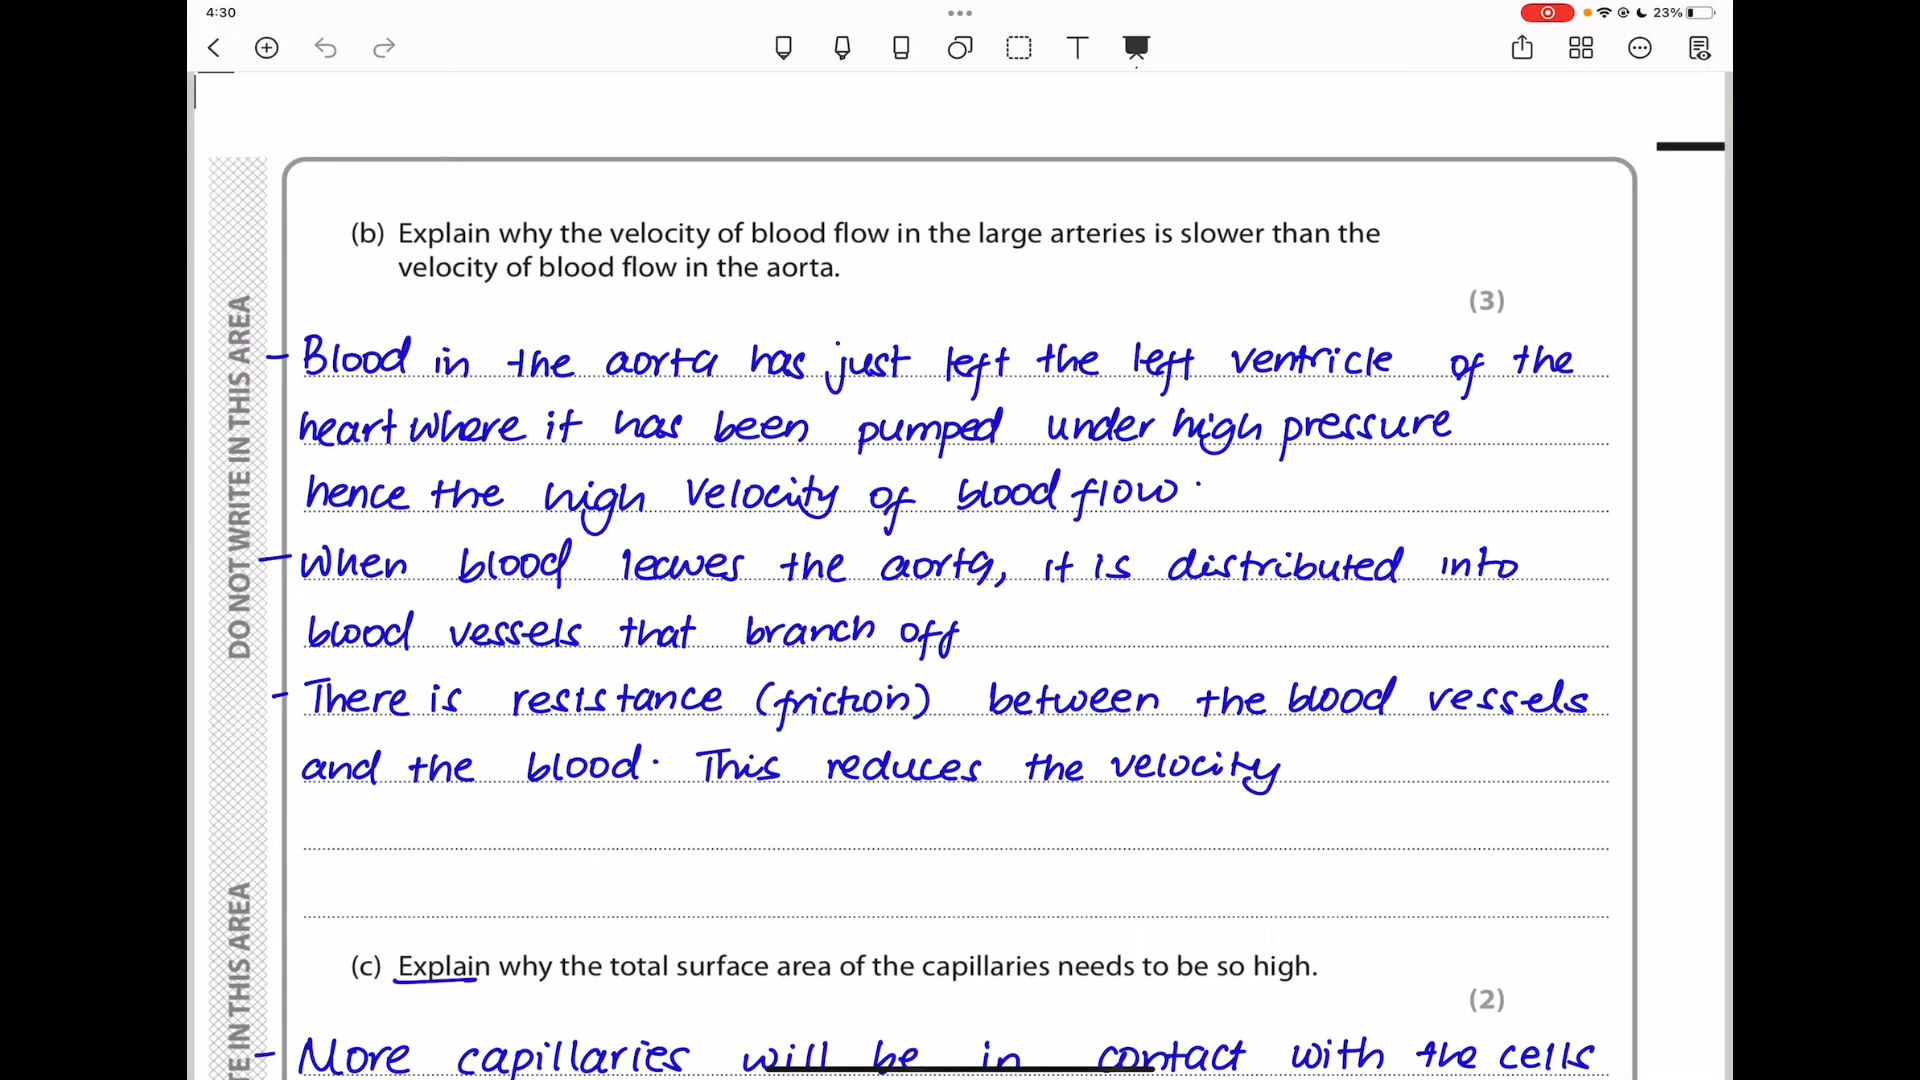 4:30
23%
(b) Explain why the velocity of blood flow in the large arteries is slower than the
velocity of blood flow in the aorta.
(3)
- Blood in the aorta has just left the left ventricle of the
heart where it has been pumped under high pressure
hence the high velocity of blood flow.
- When blood leaves the aorta, it is distributed into
blood vessels that branch off
- There is resistance (friction) between the blood vessels
and the blood. This reduces the velocity
(c) Explain why the total surface area of the capillaries needs to be so high.
(2)
- More capillaries will be in contact with the cells
DO NOT WRITE IN THIS AREA
TE IN THIS AREA